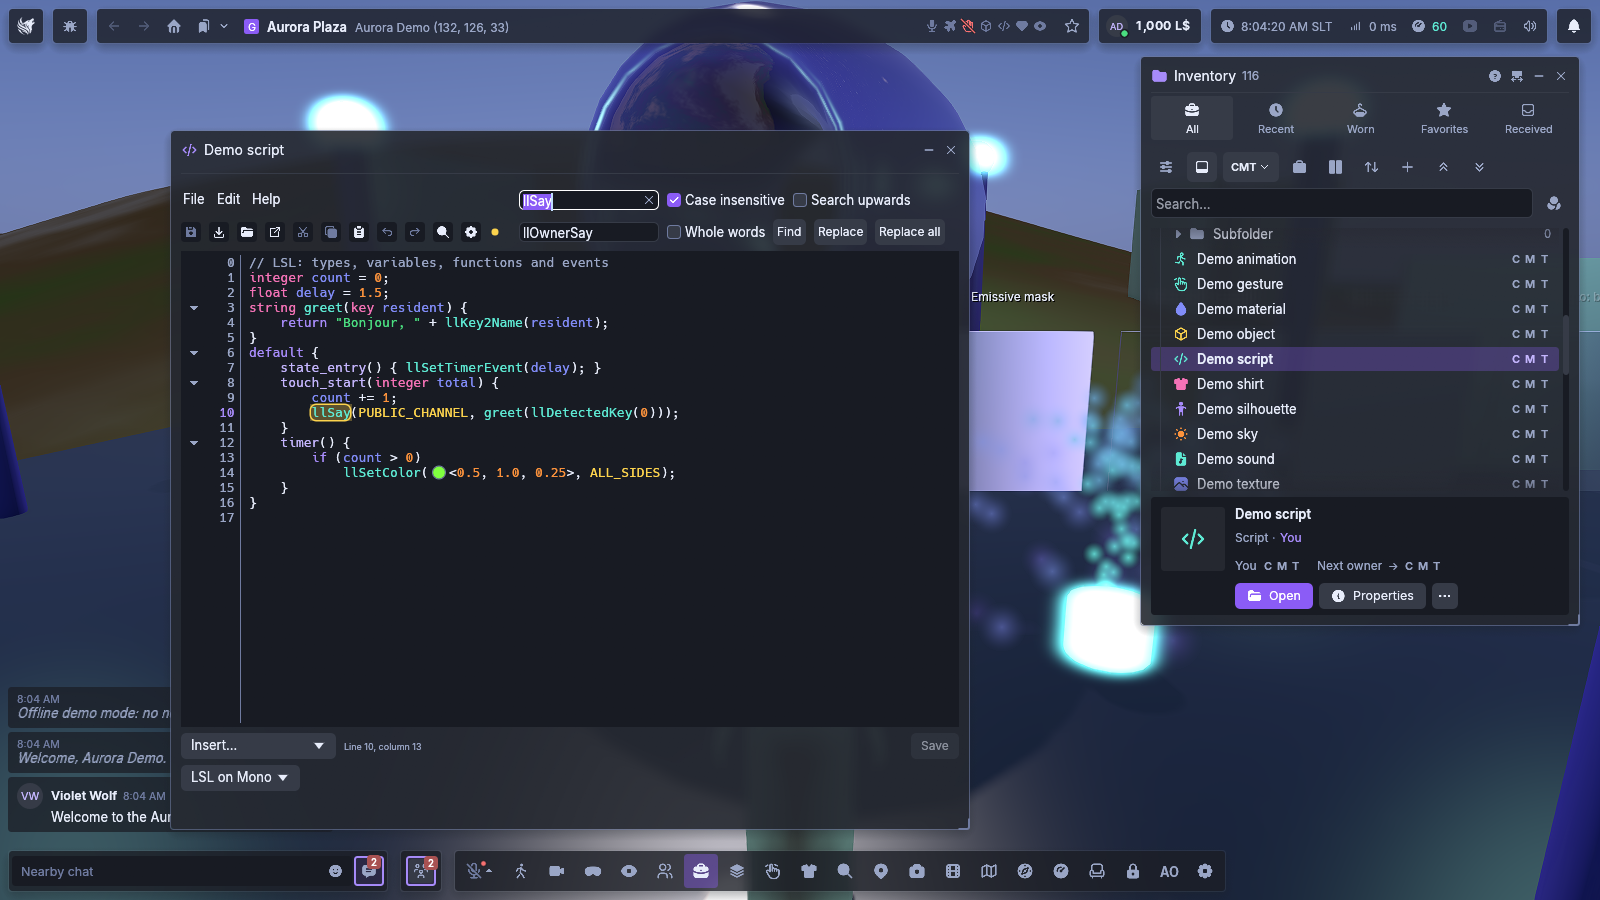 G Aurora Plaza Aurora Demo (132, 126, 33)
AD 1,000 L$
8:04:20 AM SLT 0 ms 60
Inventory 116
All Recent Worn Favorites Received
CMT
Search...
Subfolder 0
Demo animation C M T
Demo gesture C M T
Demo material C M T
Demo object C M T
Demo script C M T
Demo shirt C M T
Demo silhouette C M T
Demo sky C M T
Demo sound C M T
Demo texture C M T
Demo script
Script · You
You C M T Next owner → C M T
Open Properties ...
Demo script
File Edit Help
llSay Case insensitive Search upwards
llOwnerSay Whole words Find Replace Replace all
0 // LSL: types, variables, functions and events
1 integer count = 0;
2 float delay = 1.5;
3 string greet(key resident) {
4 return "Bonjour, " + llKey2Name(resident);
5 }
6 default {
7 state_entry() { llSetTimerEvent(delay); }
8 touch_start(integer total) {
9 count += 1;
10 llSay(PUBLIC_CHANNEL, greet(llDetectedKey(0)));
11 }
12 timer() {
13 if (count > 0)
14 llSetColor(<0.5, 1.0, 0.25>, ALL_SIDES);
15 }
16 }
17
Insert... Line 10, column 13 Save
LSL on Mono
Emissive mask
8:04 AM
Offline demo mode: no
8:04 AM
Welcome, Aurora Demo.
VW Violet Wolf 8:04 AM
Welcome to the
Nearby chat 2 2
AO